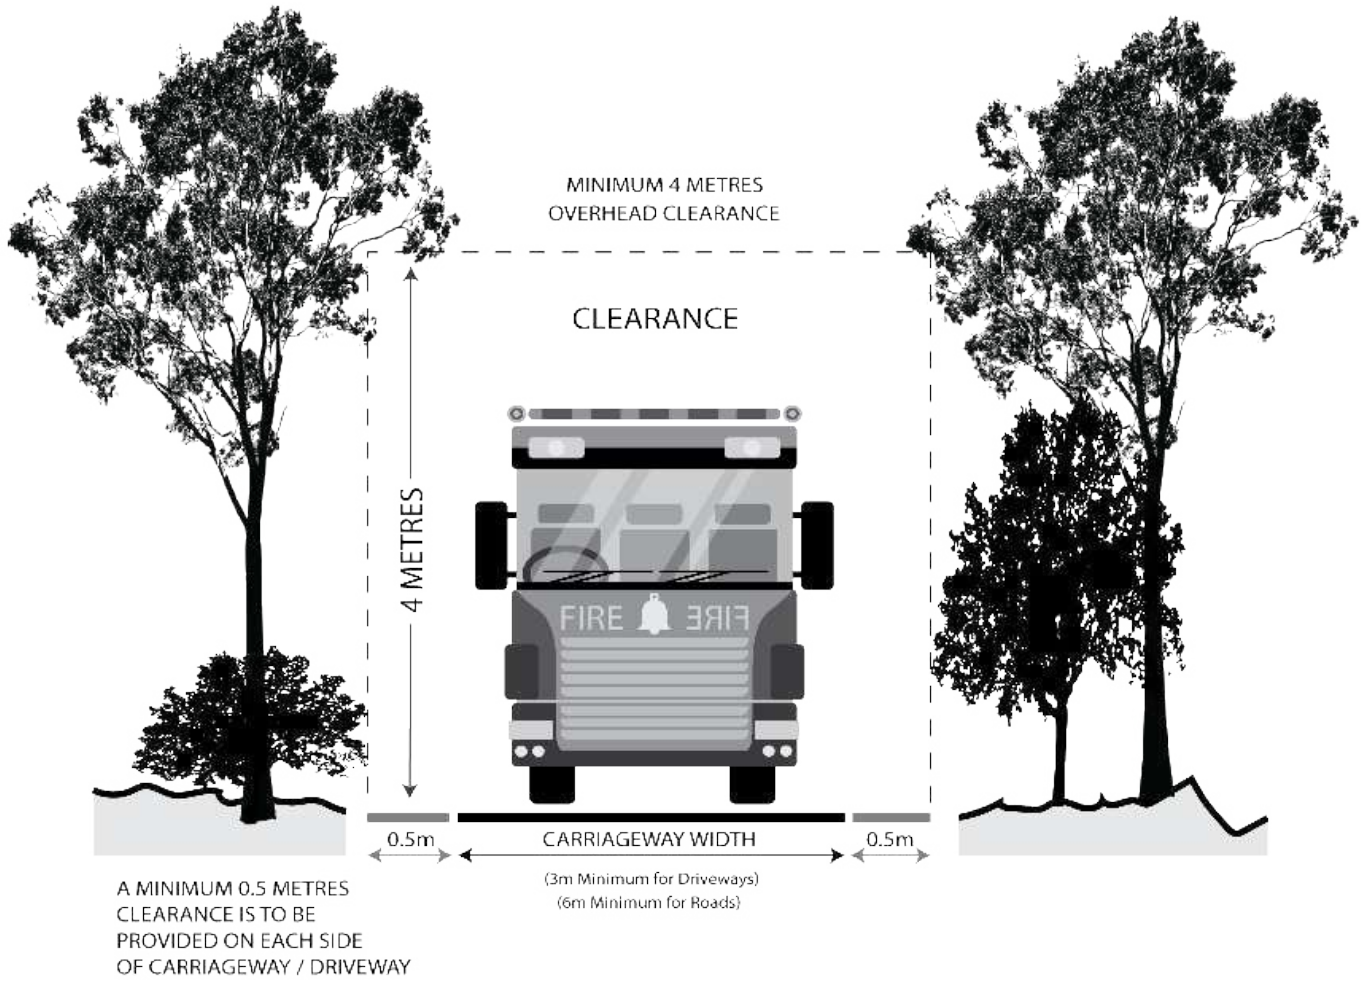 MINIMUM 4 METRES
OVERHEAD CLEARANCE
CLEARANCE
4 METRES
FIRE FIRE
0.5m
CARRIAGEWAY WIDTH
0.5m
(3m Minimum for Driveways)
(6m Minimum for Roads)
A MINIMUM 0.5 METRES
CLEARANCE IS TO BE
PROVIDED ON EACH SIDE
OF CARRIAGEWAY / DRIVEWAY